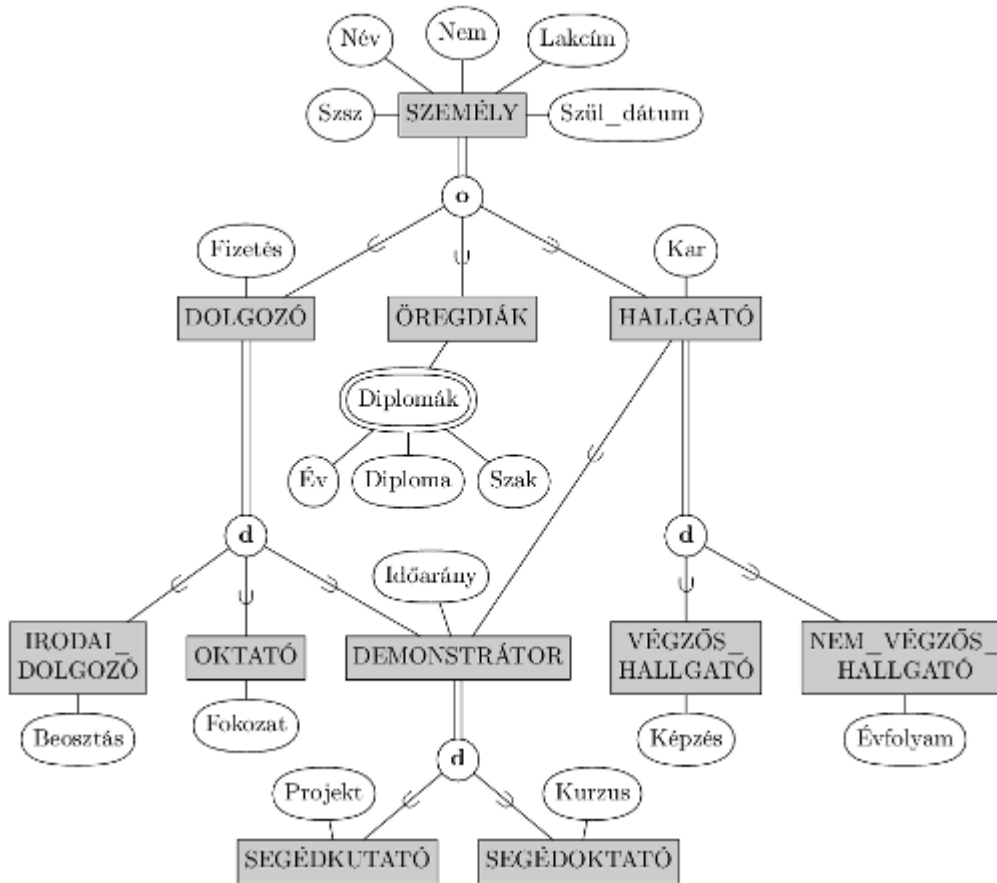 Név
Nem
Lakcím
Szsz
SZEMÉLY
Szül_dátum
o
Fizetés
Kar
DOLGOZÓ
ÖREGDIÁK
HALLGATÓ
Diplomák
Év
Diploma
Szak
d
d
Időarány
IRODAI_
DOLGOZÓ
OKTATÓ
DEMONSTRÁTOR
VÉGZŐS_
HALLGATÓ
NEM_VÉGZŐS_
HALLGATÓ
Beosztás
Fokozat
Képzés
Évfolyam
d
Projekt
Kurzus
SEGÉDKUTATÓ
SEGÉDOKTATÓ